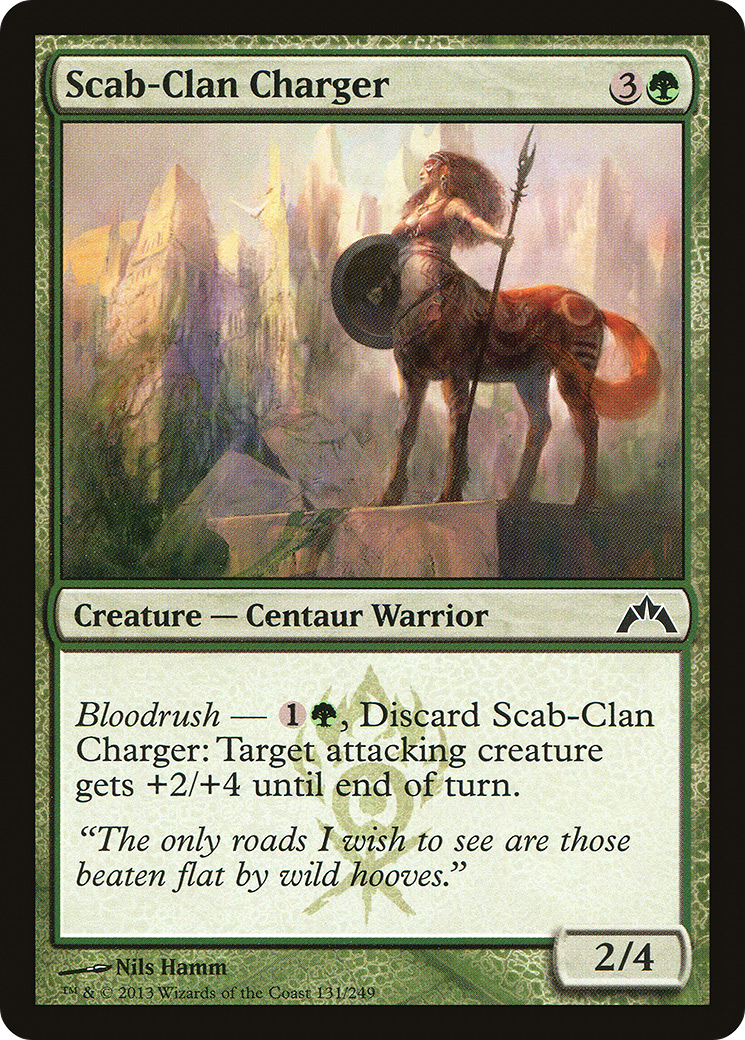 Scab-Clan Charger 3
Creature — Centaur Warrior
Bloodrush — 1, Discard Scab-Clan
Charger: Target attacking creature
gets +2/+4 until end of turn.
“The only roads I wish to see are those
beaten flat by wild hooves.”
2/4
Nils Hamm
™ & © 2013 Wizards of the Coast 131/249